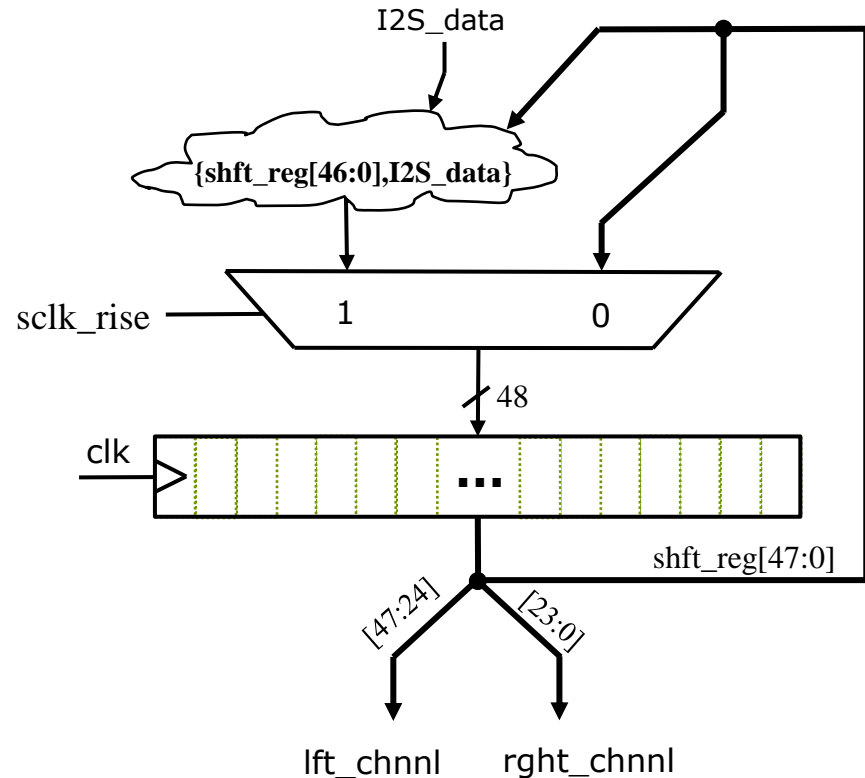 I2S_data
{shft_reg[46:0],I2S_data}
sclk_rise
1
0
48
clk
...
shft_reg[47:0]
[47:24]
[23:0]
lft_chnnl
rght_chnnl